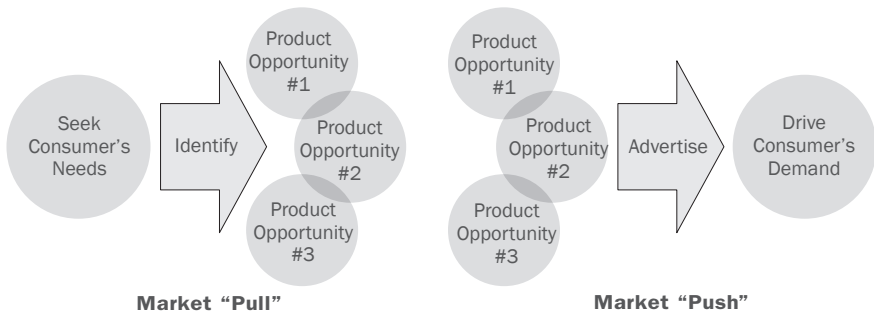 Seek
Consumer's
Needs
Identify
Product
Opportunity
#1
Product
Opportunity
#2
Product
Opportunity
#3
Market “Pull”
Product
Opportunity
#1
Product
Opportunity
#2
Product
Opportunity
#3
Advertise
Drive
Consumer's
Demand
Market “Push”